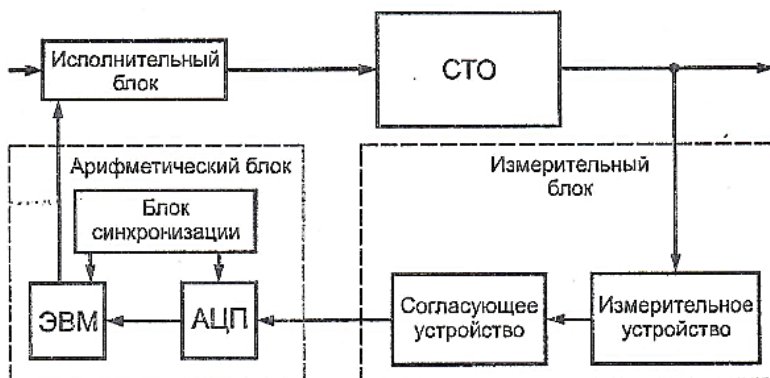 Исполнительный
блок
СТО
Арифметический блок
Измерительный
блок
Блок
синхронизации
ЭВМ
АЦП
Согласующее
устройство
Измерительное
устройство